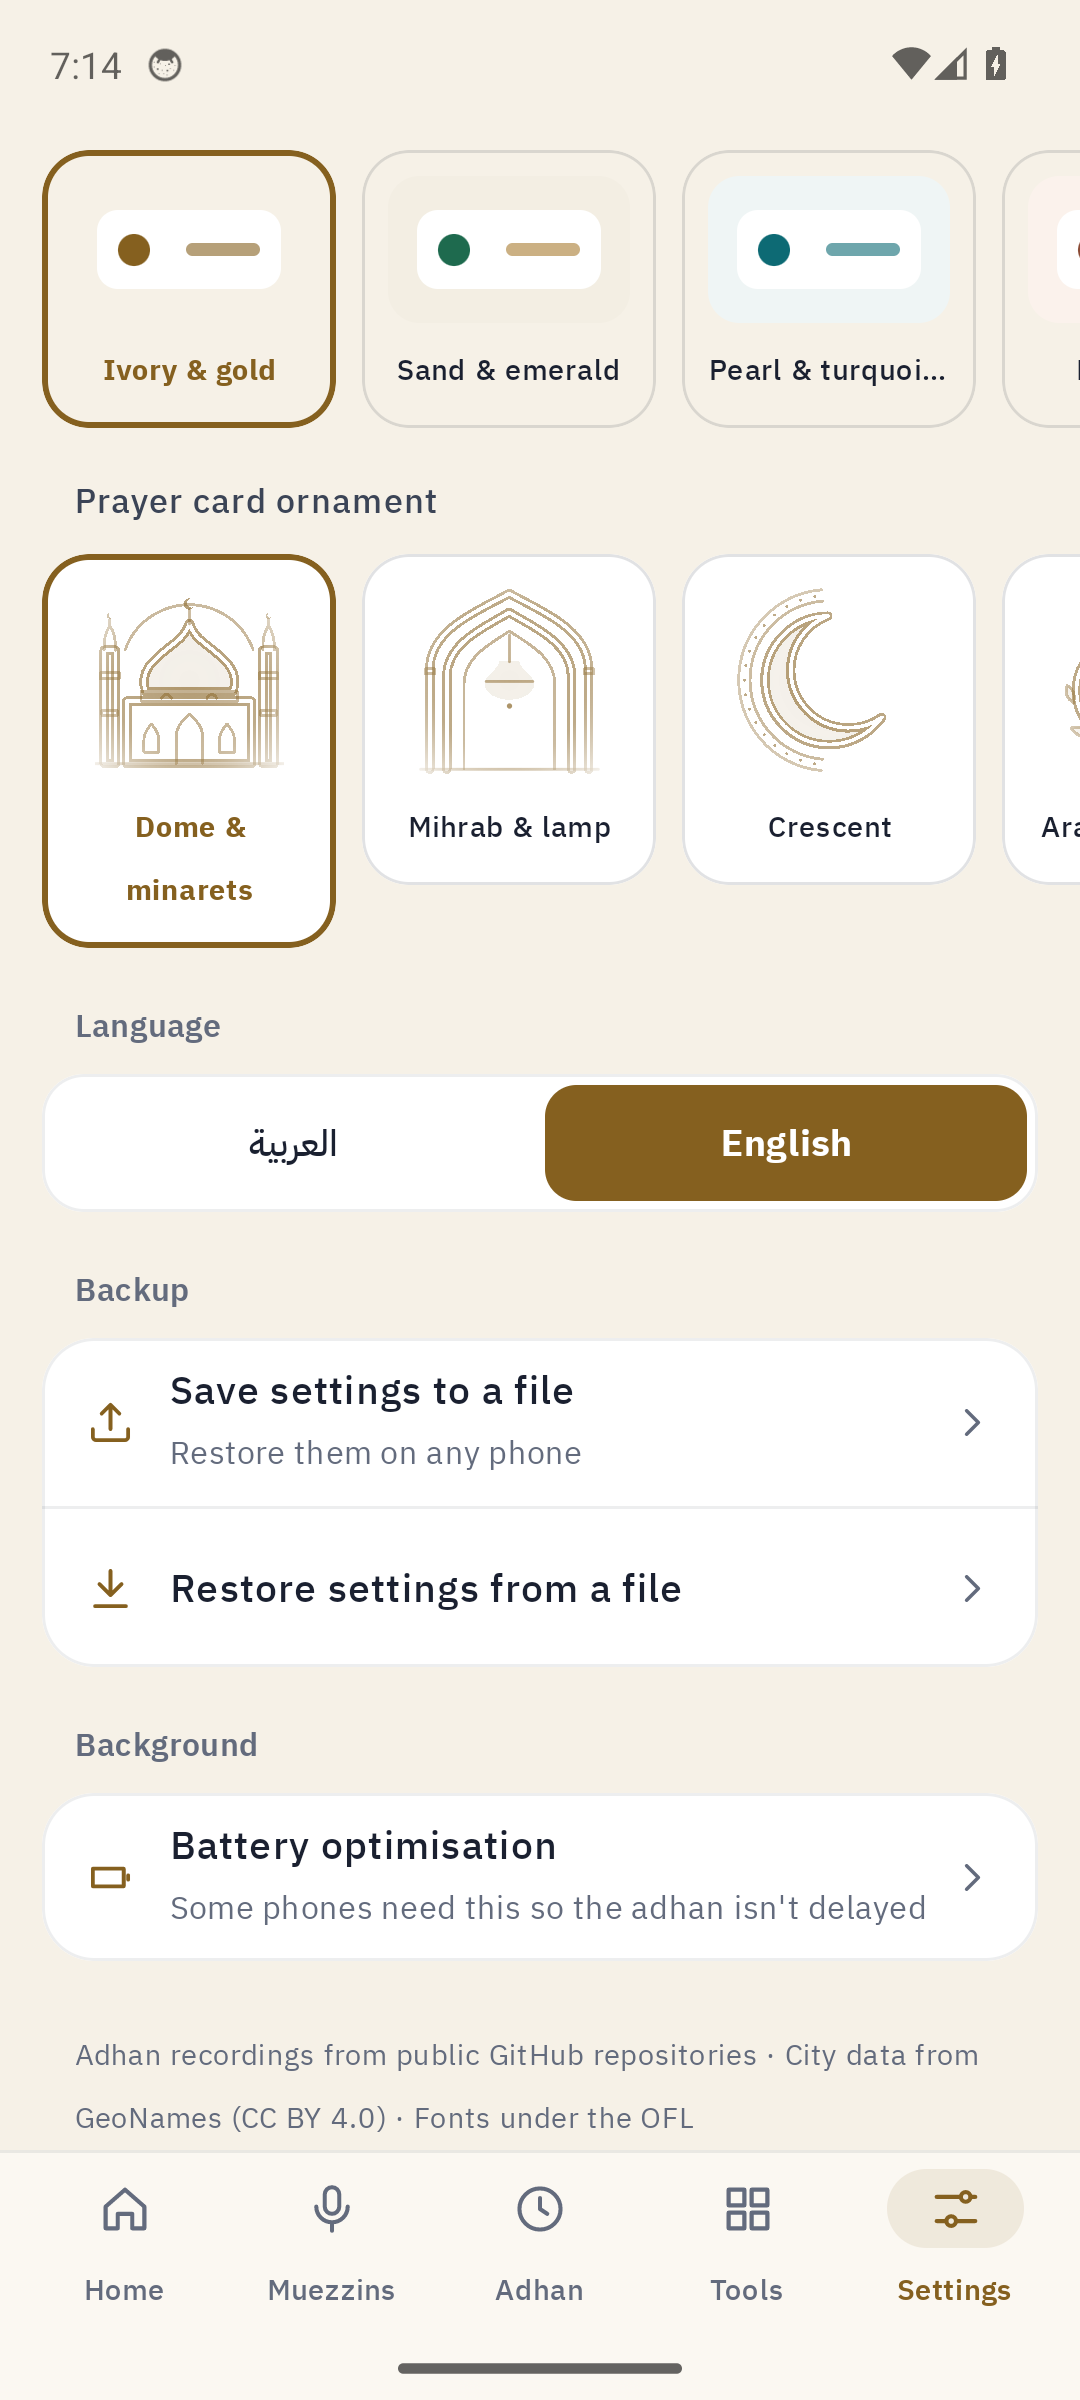 7:14
Ivory & gold
Sand & emerald
Pearl & turquoi...
Prayer card ornament
Dome &
minarets
Mihrab & lamp
Crescent
Language
العربية
English
Backup
Save settings to a file
Restore them on any phone
Restore settings from a file
Background
Battery optimisation
Some phones need this so the adhan isn't delayed
Adhan recordings from public GitHub repositories · City data from
GeoNames (CC BY 4.0) · Fonts under the OFL
Home
Muezzins
Adhan
Tools
Settings